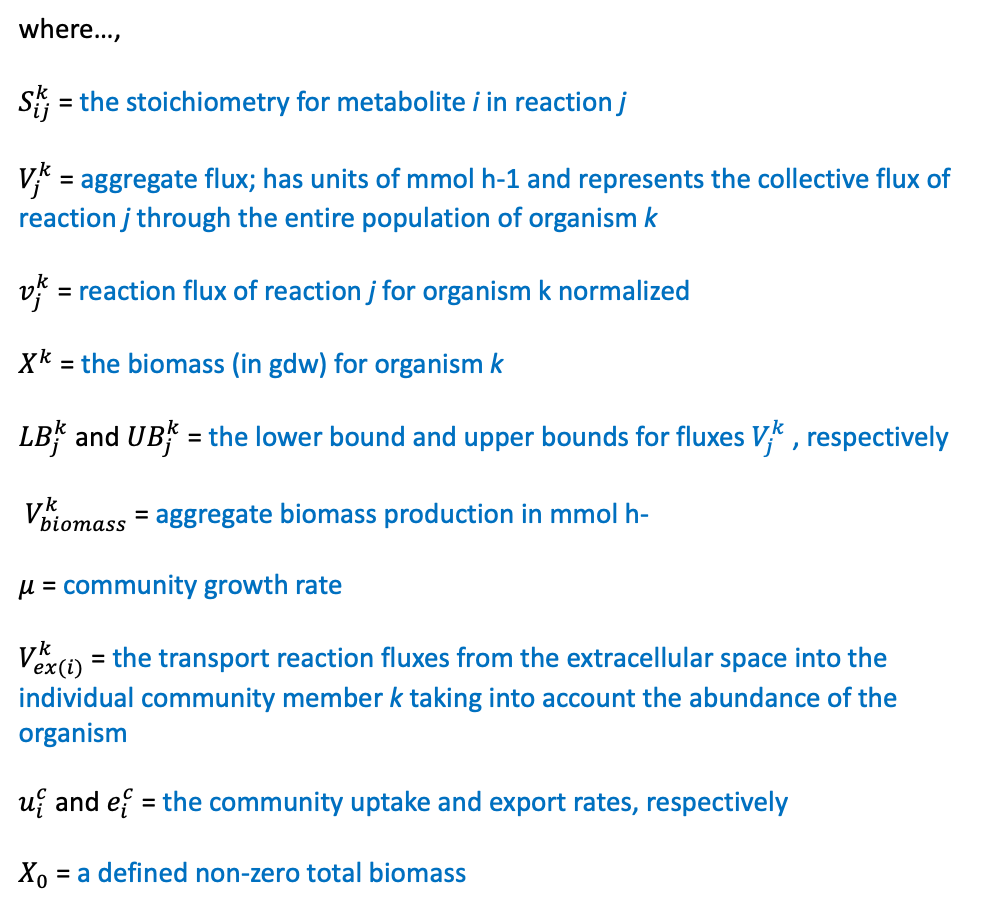 where...,
$S_{ij}^{k}$ = the stoichiometry for metabolite i in reaction j
$V_{j}^{k}$ = aggregate flux; has units of mmol h-1 and represents the collective flux of
reaction j through the entire population of organism k
$v_{j}^{k}$ = reaction flux of reaction j for organism k normalized
$X^{k}$ = the biomass (in gdw) for organism k
$LB_{j}^{k}$ and $UB_{j}^{k}$ = the lower bound and upper bounds for fluxes $V_{j}^{k}$ , respectively
$V_{biomass}^{k}$ = aggregate biomass production in mmol h-
$\mu$ = community growth rate
$V_{ex(i)}^{k}$ = the transport reaction fluxes from the extracellular space into the
individual community member k taking into account the abundance of the
organism
$u_{i}^{c}$ and $e_{i}^{c}$ = the community uptake and export rates, respectively
$X_{0}$ = a defined non-zero total biomass